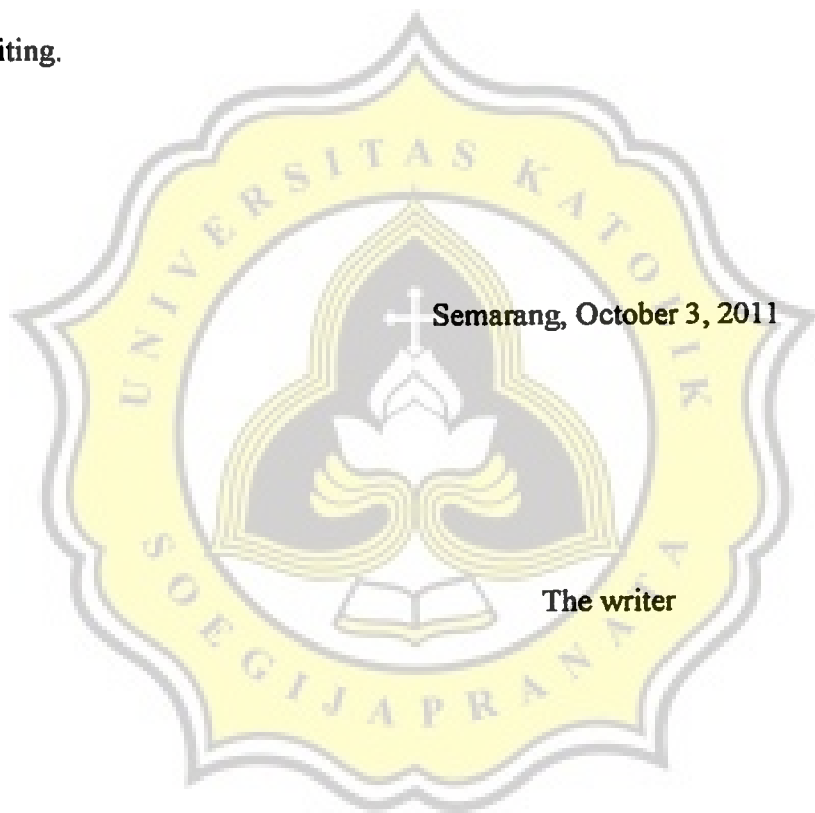 iting.
Semarang, October 3, 2011
The writer
UNIVERSITAS KATOLIK
SOEGIJAPRANATA